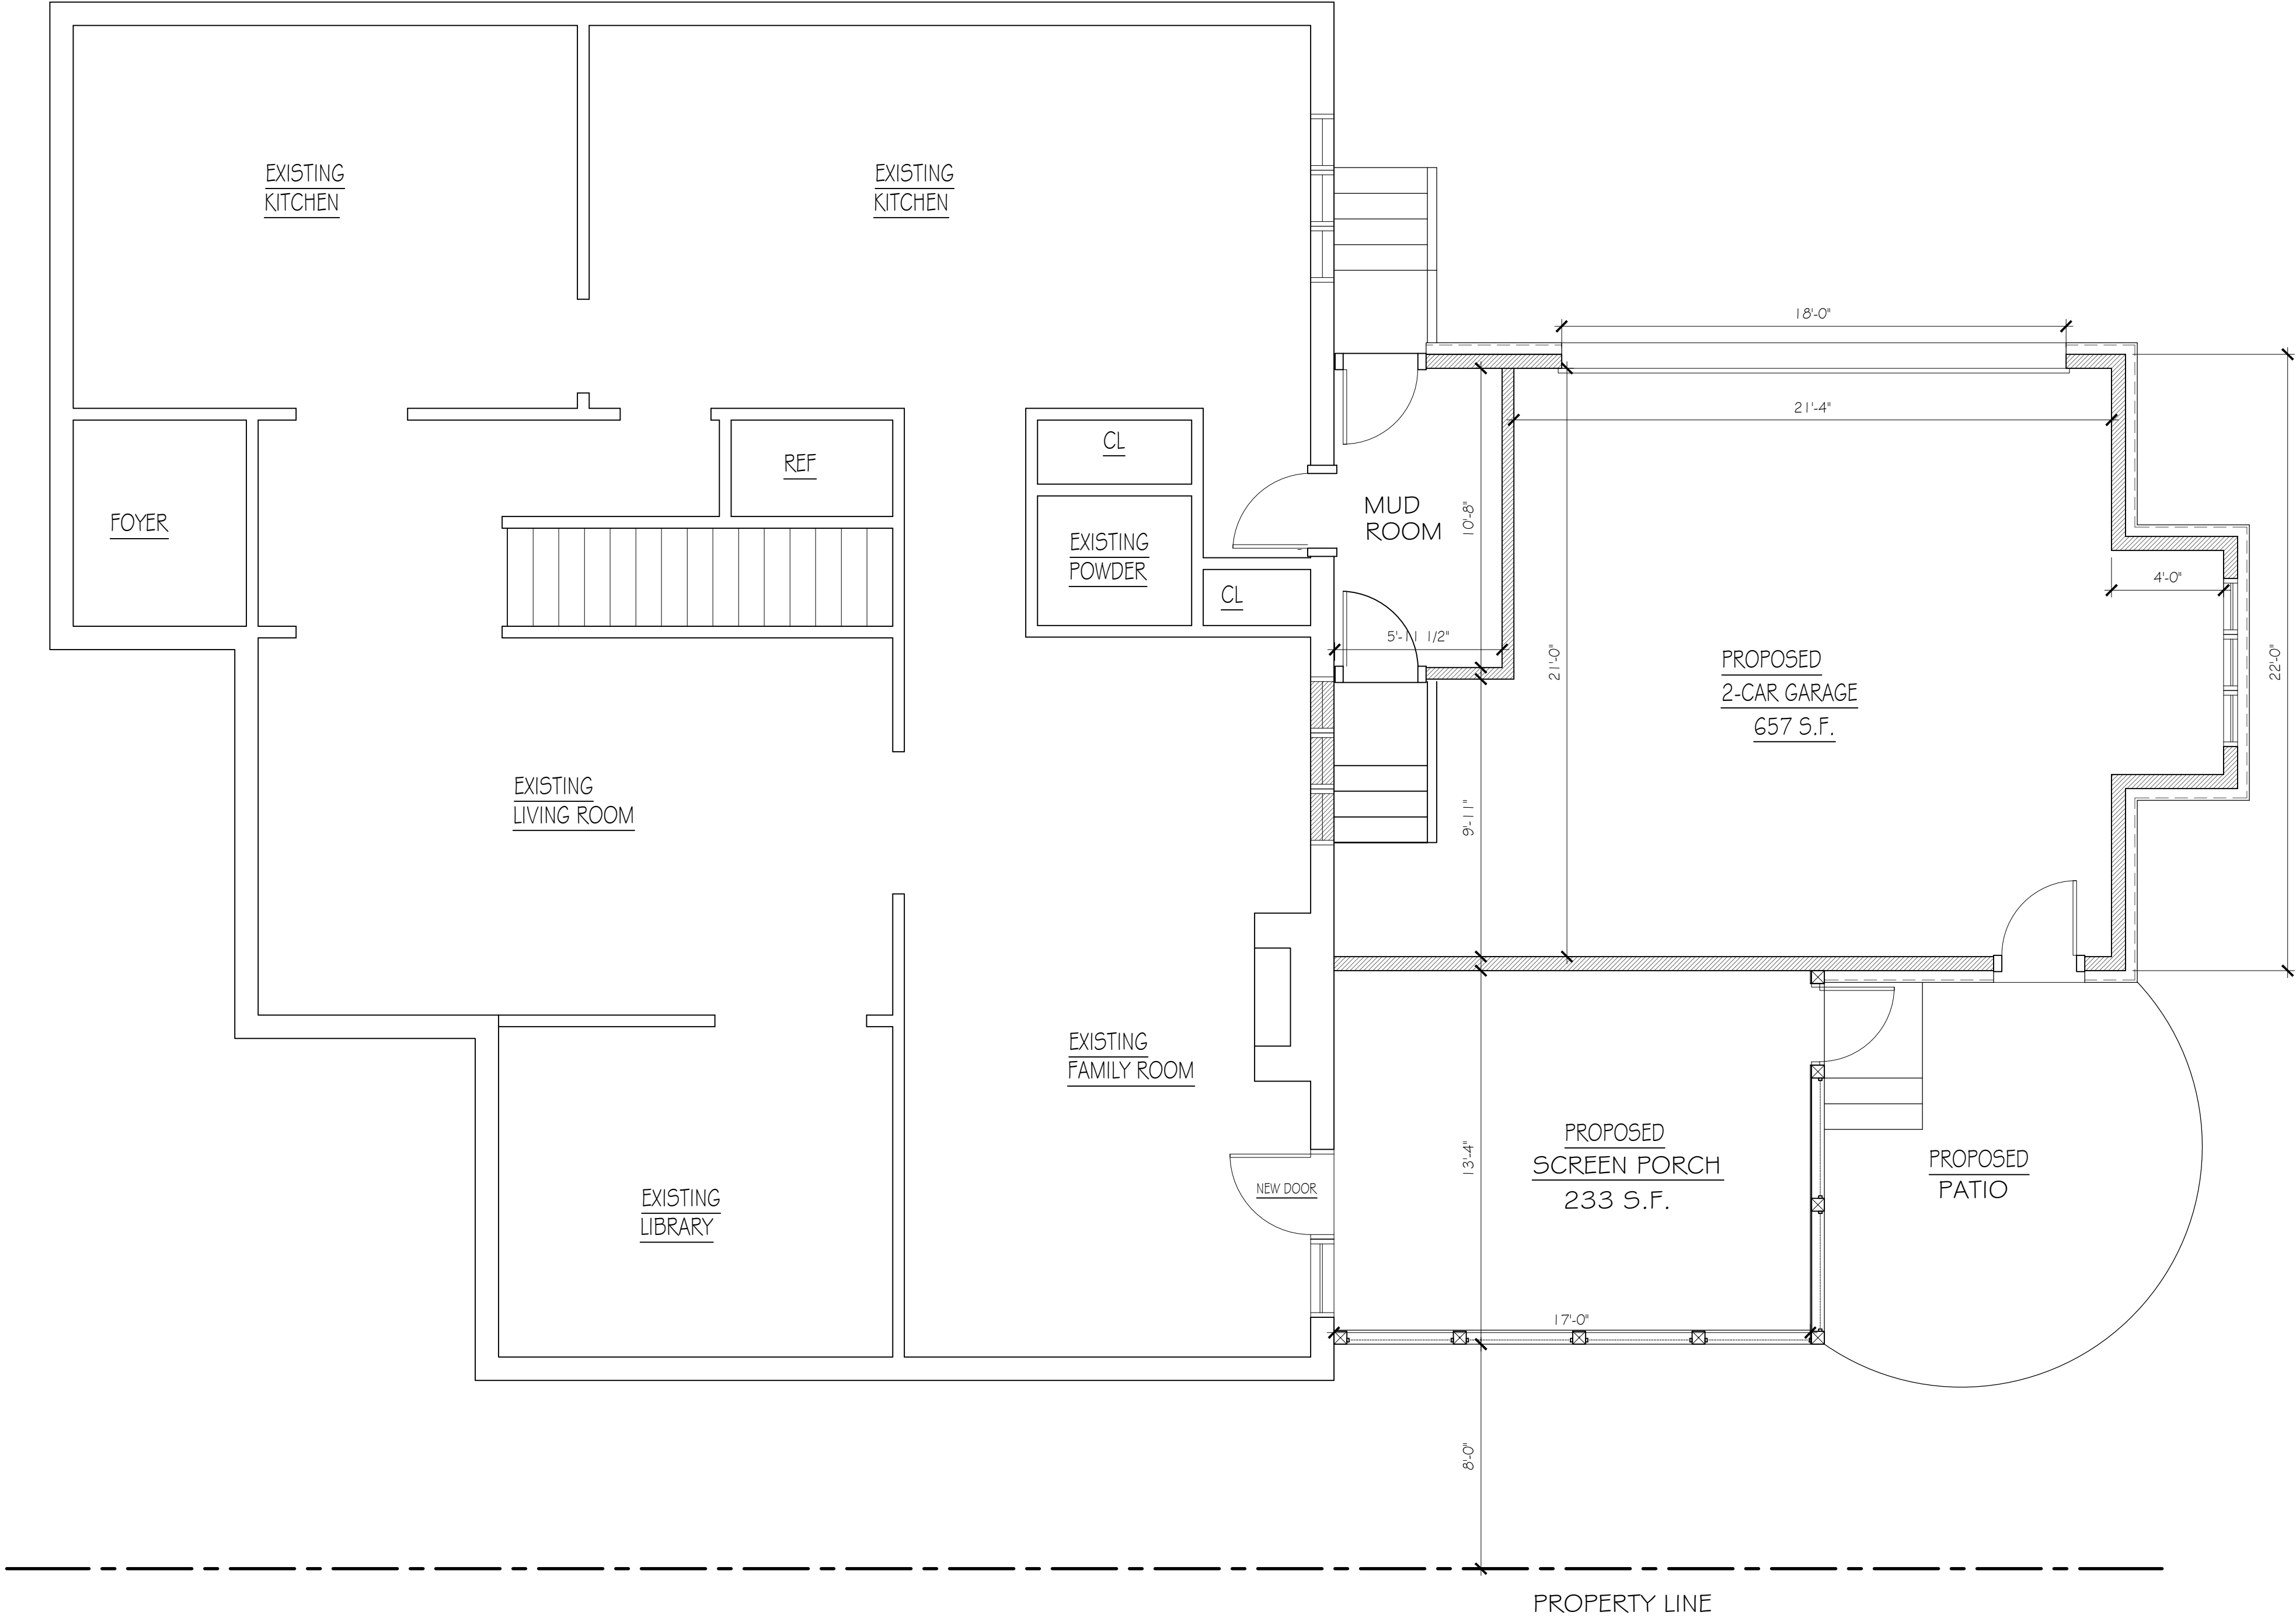 EXISTING
KITCHEN
EXISTING
KITCHEN
18'-0"
21'-4"
CL
REF
FOYER
MUD
ROOM
10'-8"
EXISTING
POWDER
CL
4'-0"
5'-11 1/2"
21'-0"
22'-0"
PROPOSED
2-CAR GARAGE
657 S.F.
EXISTING
LIVING ROOM
9'-11"
EXISTING
FAMILY ROOM
PROPOSED
SCREEN PORCH
233 S.F.
13'-4"
PROPOSED
PATIO
NEW DOOR
EXISTING
LIBRARY
17'-0"
8'-0"
PROPERTY LINE